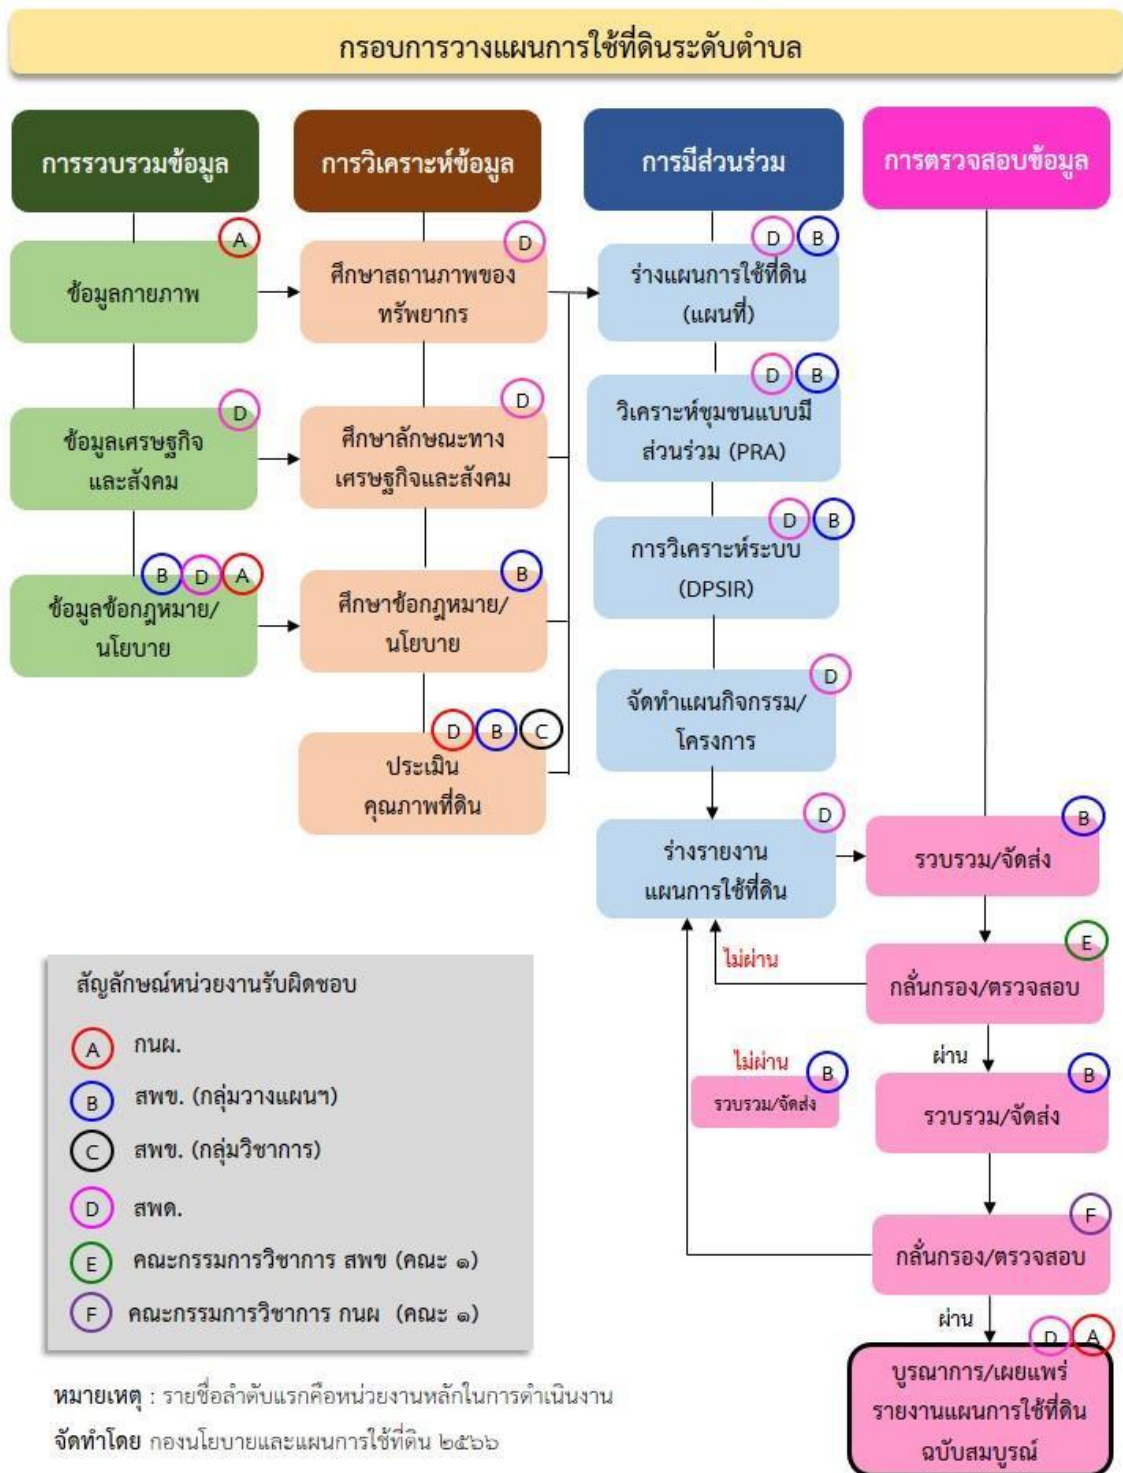 กรอบการวางแผนการใช้ที่ดินระดับตำบล
การรวบรวมข้อมูล
A
ข้อมูลกายภาพ
D
ข้อมูลเศรษฐกิจ
และสังคม
B D A
ข้อมูลข้อกฎหมาย/
นโยบาย
การวิเคราะห์ข้อมูล
D
ศึกษาสถานภาพของ
ทรัพยากร
D
ศึกษาลักษณะทาง
เศรษฐกิจและสังคม
B
ศึกษาข้อกฎหมาย/
นโยบาย
D B C
ประเมิน
คุณภาพที่ดิน
การมีส่วนร่วม
D B
ร่างแผนการใช้ที่ดิน
(แผนที่)
D B
วิเคราะห์ชุมชนแบบมี
ส่วนร่วม (PRA)
D B
การวิเคราะห์ระบบ
(DPSIR)
D
จัดทำแผนกิจกรรม/
โครงการ
D
ร่างรายงาน
แผนการใช้ที่ดิน
การตรวจสอบข้อมูล
B
รวบรวม/จัดส่ง
E
กลั่นกรอง/ตรวจสอบ
ไม่ผ่าน
ผ่าน
B
รวบรวม/จัดส่ง
ไม่ผ่าน
B
รวบรวม/จัดส่ง
F
กลั่นกรอง/ตรวจสอบ
ผ่าน
D A
บูรณาการ/เผยแพร่
รายงานแผนการใช้ที่ดิน
ฉบับสมบูรณ์
สัญลักษณ์หน่วยงานรับผิดชอบ
A กนผ.
B สพข. (กลุ่มวางแผนฯ)
C สพข. (กลุ่มวิชาการ)
D สพด.
E คณะกรรมการวิชาการ สพข (คณะ ๑)
F คณะกรรมการวิชาการ กนผ (คณะ ๑)
หมายเหตุ : รายชื่อลำดับแรกคือหน่วยงานหลักในการดำเนินงาน
จัดทำโดย กองนโยบายและแผนการใช้ที่ดิน ๒๕๖๖